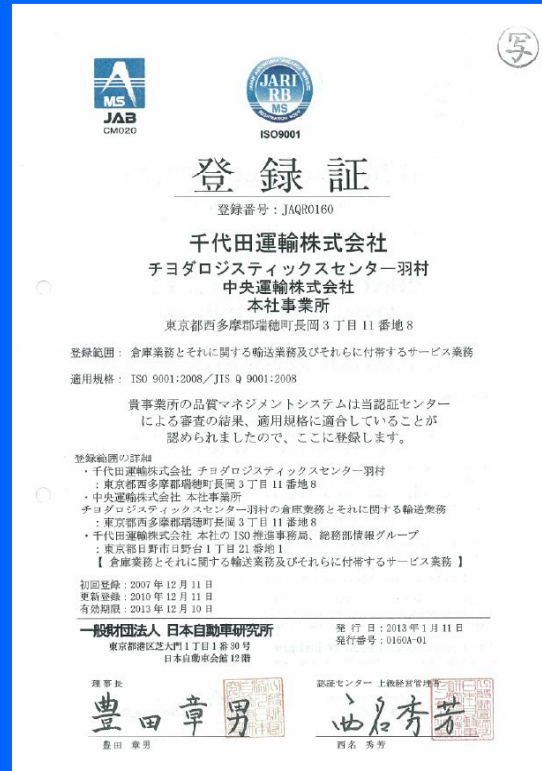 写
MS
JAB
CM020
JARI
RB
MS
ISO9001
登録証
登録番号：JAQR0160
千代田運輸株式会社
チヨダロジスティックスセンター羽村
中央運輸株式会社
本社事業所
東京都西多摩郡瑞穂町長岡3丁目11番地8
登録範囲： 倉庫業務とそれに関する輸送業務及びそれらに付帯するサービス業務
適用規格： ISO 9001:2008／JIS Q 9001:2008
貴事業所の品質マネジメントシステムは当認証センター
による審査の結果、適用規格に適合していることが
認められましたので、ここに登録します。
登録範囲の詳細
・千代田運輸株式会社 チヨダロジスティックスセンター羽村
：東京都西多摩郡瑞穂町長岡3丁目11番地8
・中央運輸株式会社 本社事業所
チヨダロジスティックスセンター羽村の倉庫業務とそれに関する輸送業務
：東京都西多摩郡瑞穂町長岡3丁目11番地8
・千代田運輸株式会社 本社のISO推進事務局、総務部情報グループ
：東京都日野市日野台1丁目21番地1
【 倉庫業務とそれに関する輸送業務及びそれらに付帯するサービス業務 】
初回登録：2007年12月11日
更新登録：2010年12月11日
有効期限：2013年12月10日
一般財団法人 日本自動車研究所
東京都港区芝大門1丁目1番30号
日本自動車会館12階
発行日：2013年1月11日
発行番号：0160A-01
理事長
豊田章男
豊田 章男
認証センター 上級経営管理者
西名秀芳
西名 秀芳